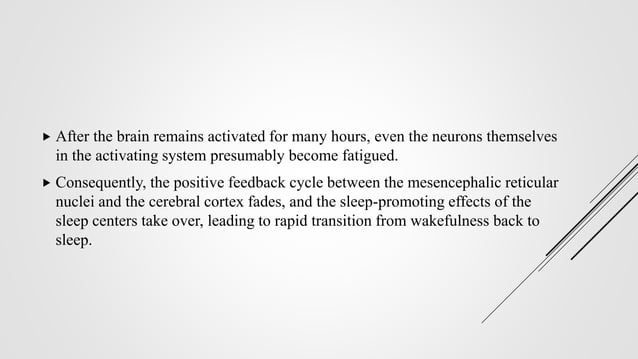 After the brain remains activated for many hours, even the neurons themselves
in the activating system presumably become fatigued.
Consequently, the positive feedback cycle between the mesencephalic reticular
nuclei and the cerebral cortex fades, and the sleep-promoting effects of the
sleep centers take over, leading to rapid transition from wakefulness back to
sleep.